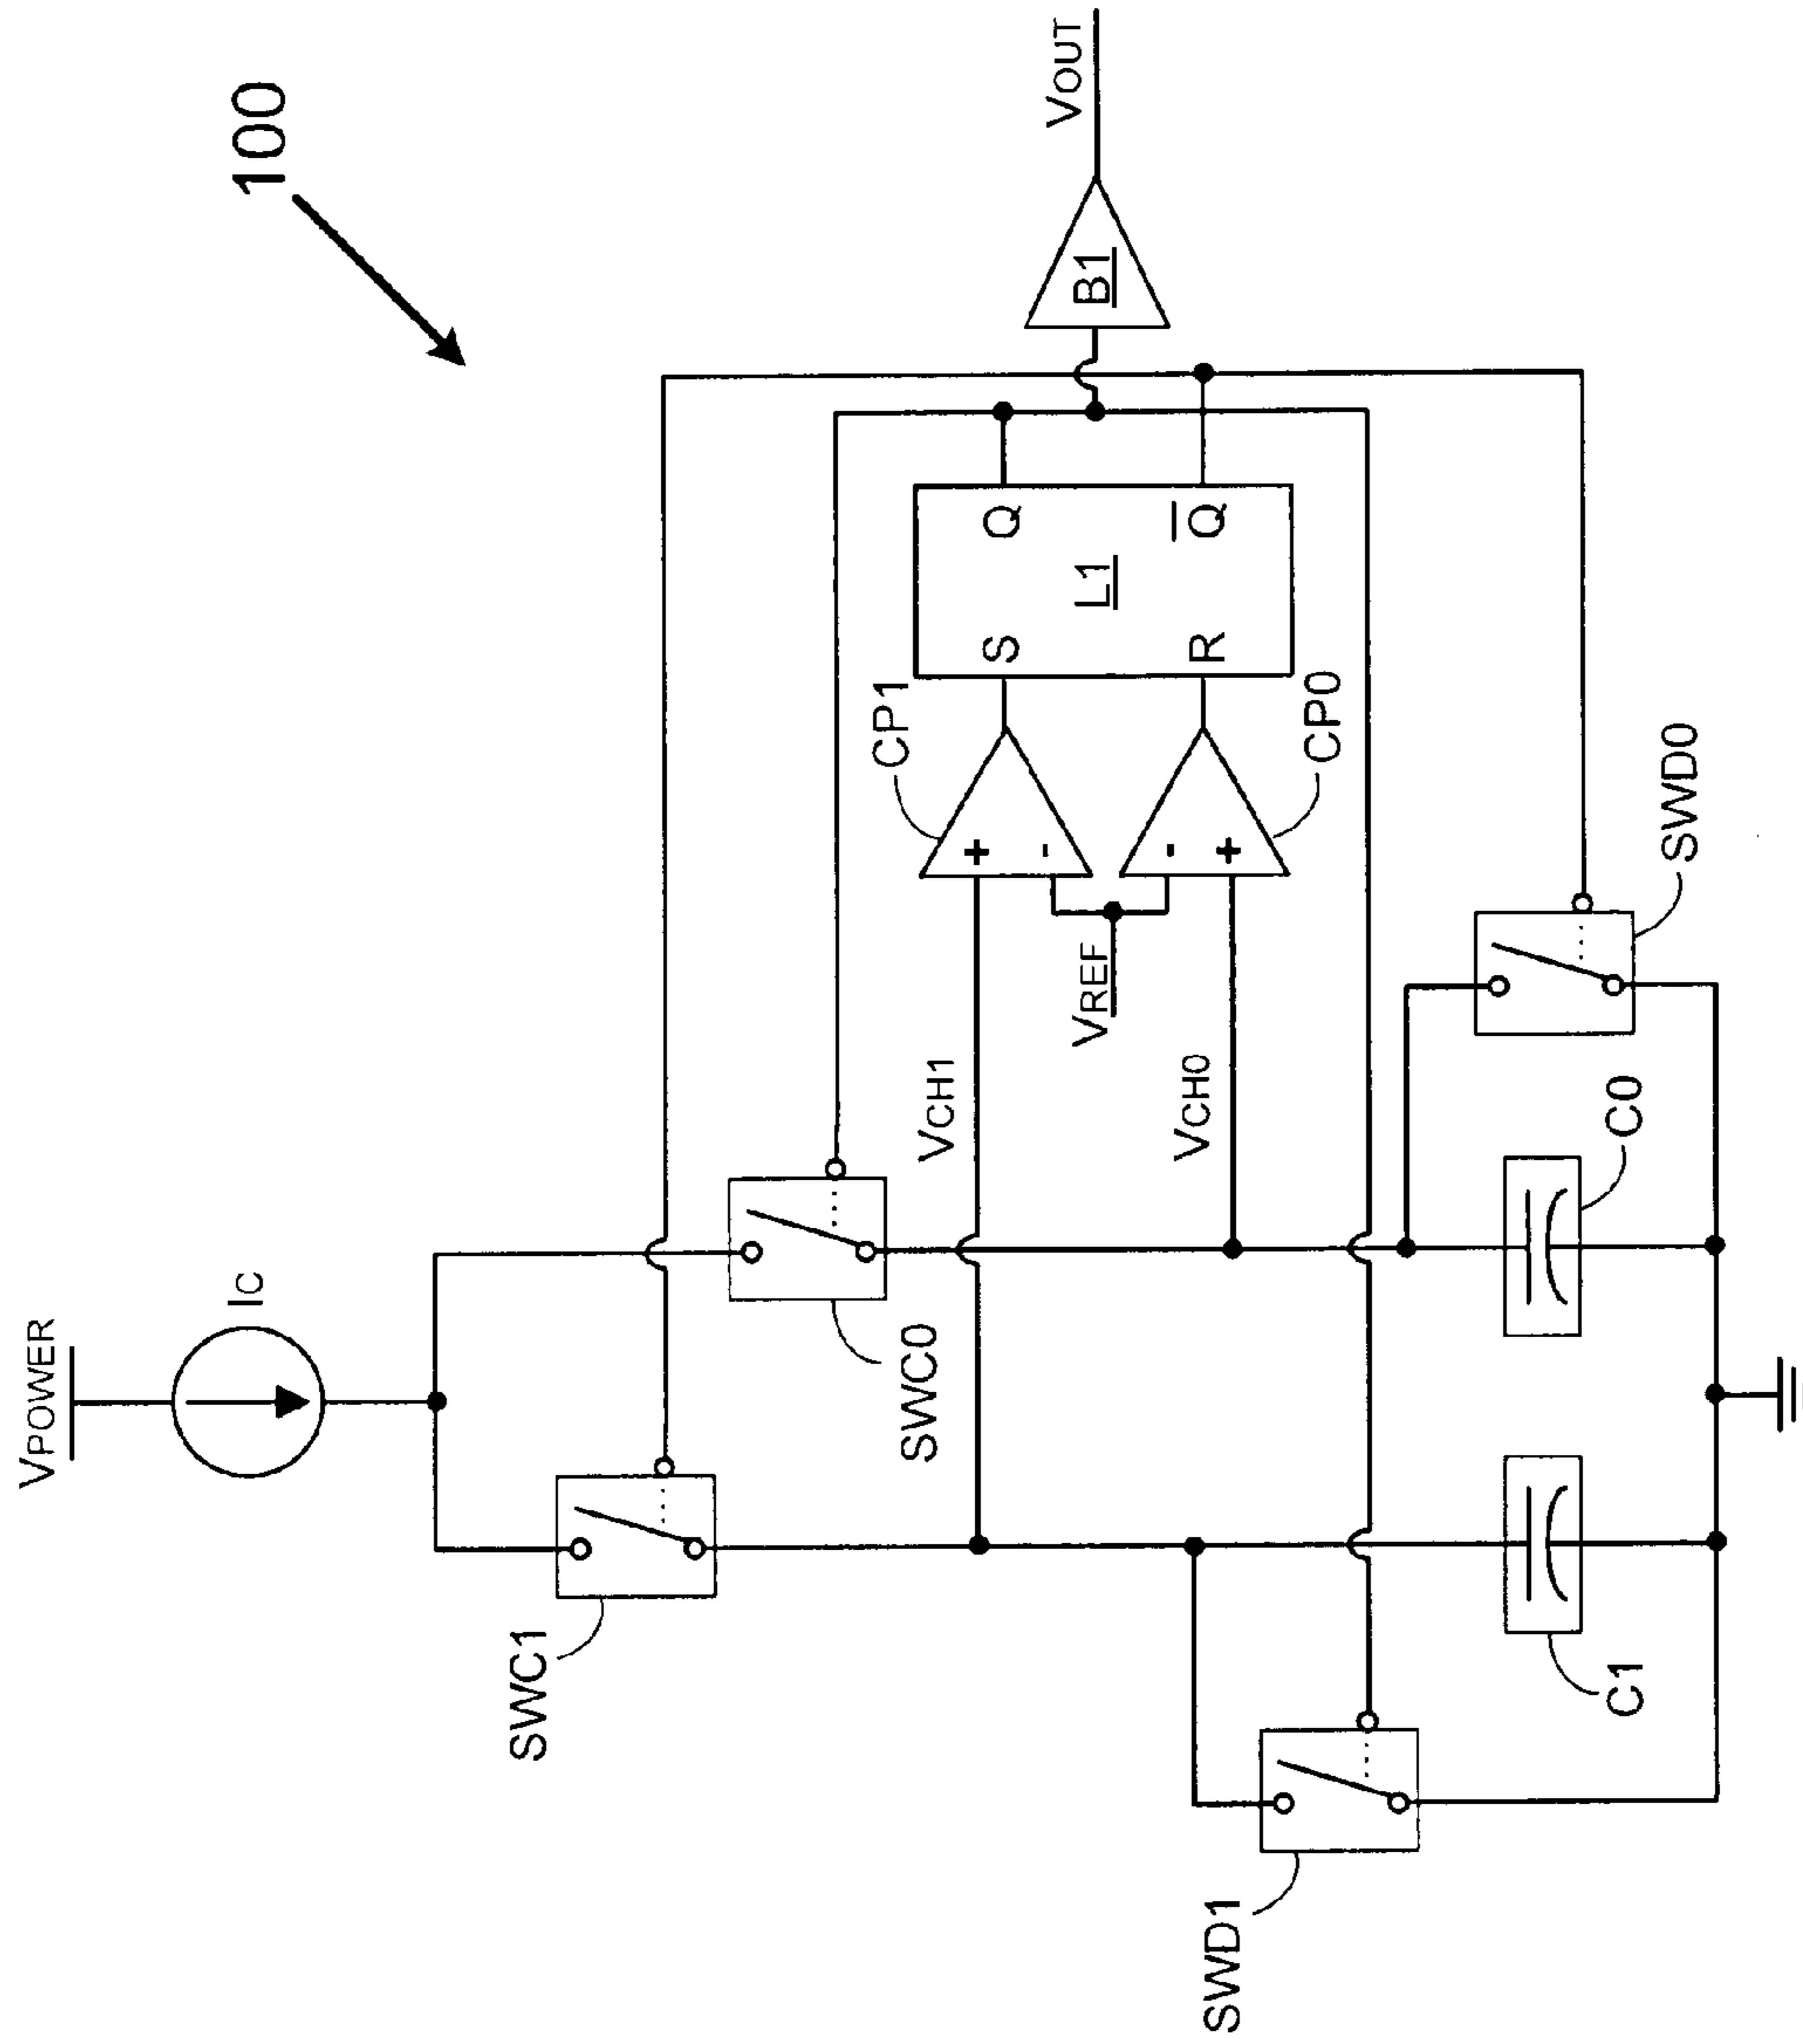 100
VPOWER
IC
SWC1
SWC0
VCH1
VCH0
VREF
CP1
CP0
+
-
-
+
S
R
L1
Q
Q̅
B1
VOUT
SWD1
SWD0
C1
C0